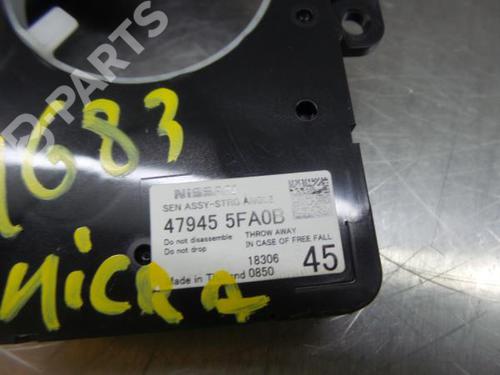 D-PARTS
1683
NISSAN
SEN ASSY-STRG ANGLE
47945 5FA0B
Do not disassemble THROW AWAY
Do not drop IN CASE OF FREE FALL
18306
45
Made in Thailand 0850
MICRA